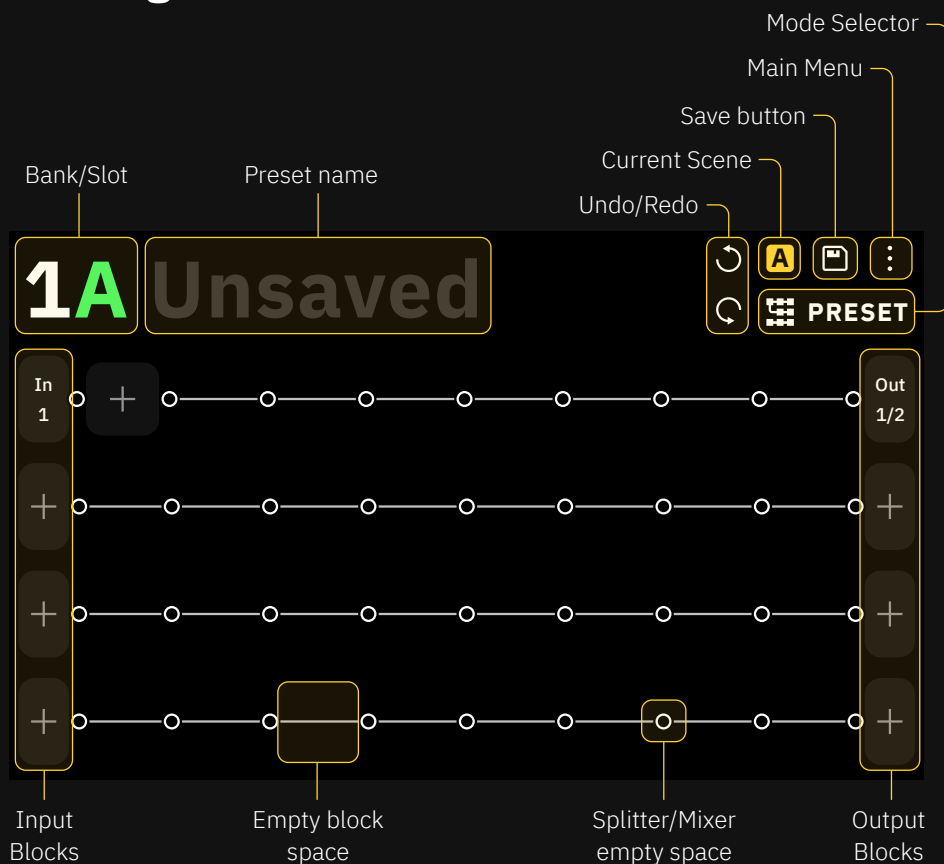 Mode Selector
Main Menu
Save button
Current Scene
Bank/Slot
Preset name
Undo/Redo
1A
Unsaved
A
PRESET
In
1
Out
1/2
Input
Blocks
Empty block
space
Splitter/Mixer
empty space
Output
Blocks